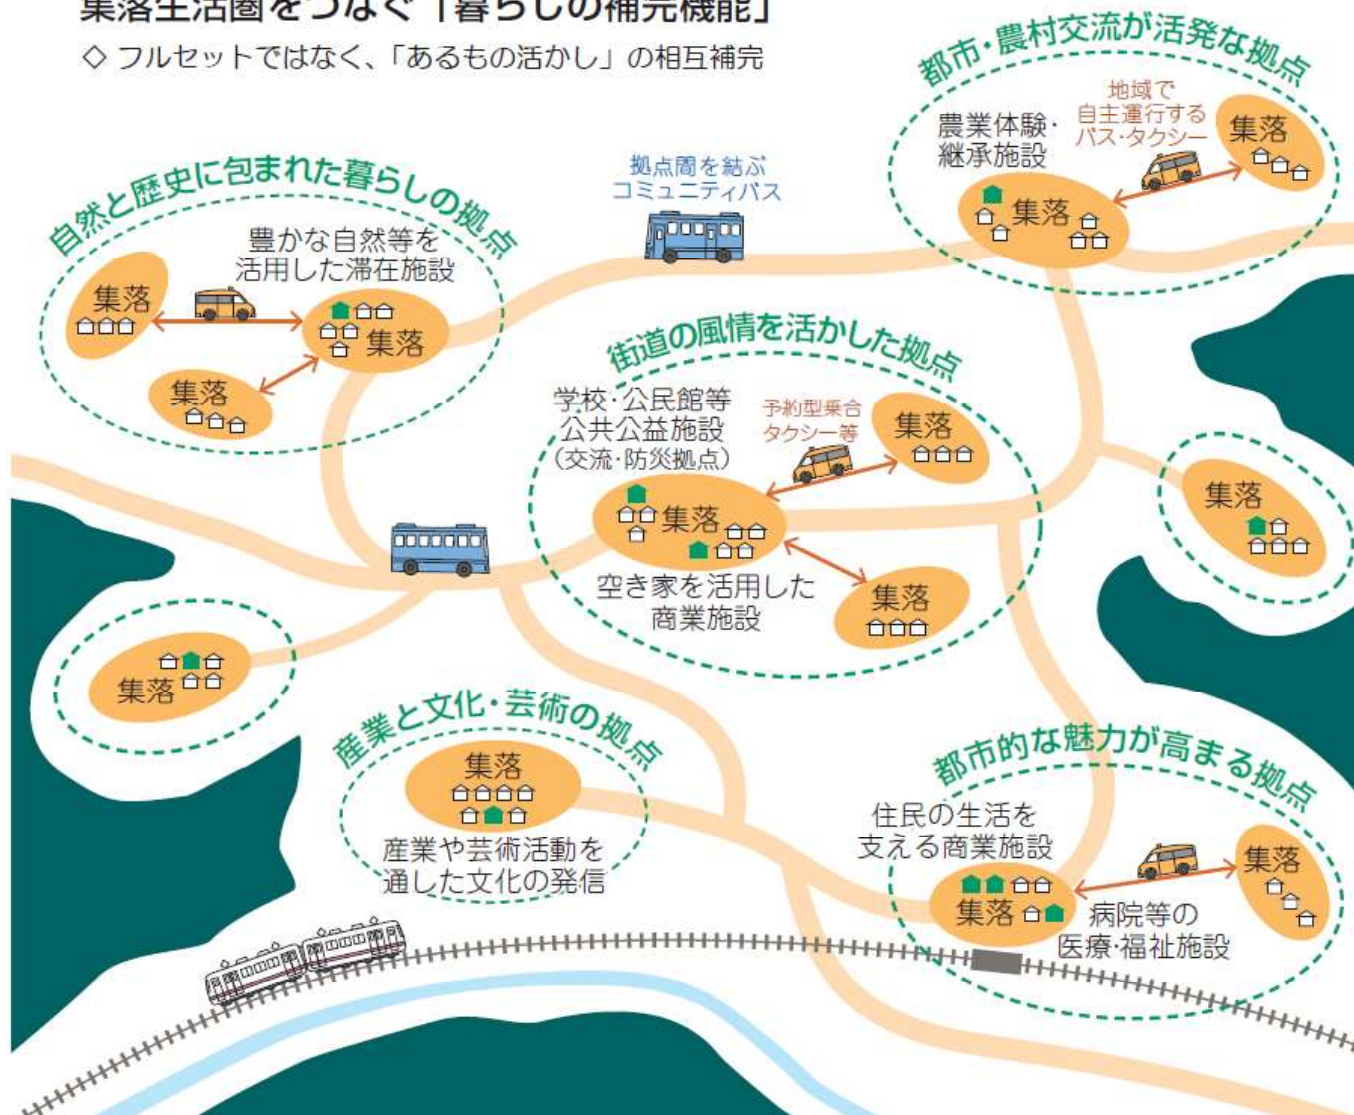 集落生活圏をつなぐ「暮らしの補完機能」
◇ フルセットではなく、「あるもの活かし」の相互補完
都市・農村交流が活発な拠点
農業体験・
継承施設
地域で
自主運行する
バス・タクシー
集落
集落
拠点間を結ぶ
コミュニティバス
自然と歴史に包まれた暮らしの拠点
豊かな自然等を
活用した滞在施設
集落
集落
集落
街道の風情を活かした拠点
学校・公民館等
公共公益施設
（交流・防災拠点）
予約型乗合
タクシー等
集落
集落
空き家を活用した
商業施設
集落
集落
集落
産業と文化・芸術の拠点
集落
産業や芸術活動を
通した文化の発信
都市的な魅力が高まる拠点
住民の生活を
支える商業施設
集落
集落
病院等の
医療・福祉施設